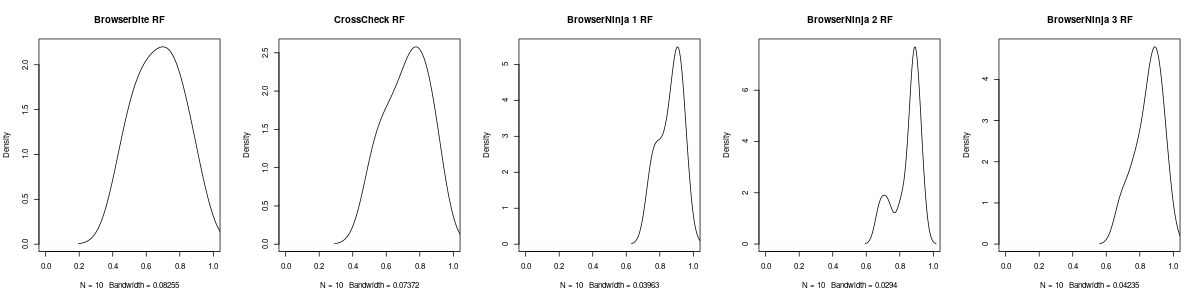 Browserbite RF
Density
0.0
0.5
1.0
1.5
2.0
0.0 0.2 0.4 0.6 0.8 1.0
N = 10 Bandwidth = 0.08255
CrossCheck RF
Density
0.0
0.5
1.0
1.5
2.0
2.5
0.0 0.2 0.4 0.6 0.8 1.0
N = 10 Bandwidth = 0.07372
BrowserNinja 1 RF
Density
0
1
2
3
4
5
0.0 0.2 0.4 0.6 0.8 1.0
N = 10 Bandwidth = 0.03963
BrowserNinja 2 RF
Density
0
2
4
6
0.0 0.2 0.4 0.6 0.8 1.0
N = 10 Bandwidth = 0.0294
BrowserNinja 3 RF
Density
0
1
2
3
4
0.0 0.2 0.4 0.6 0.8 1.0
N = 10 Bandwidth = 0.04235